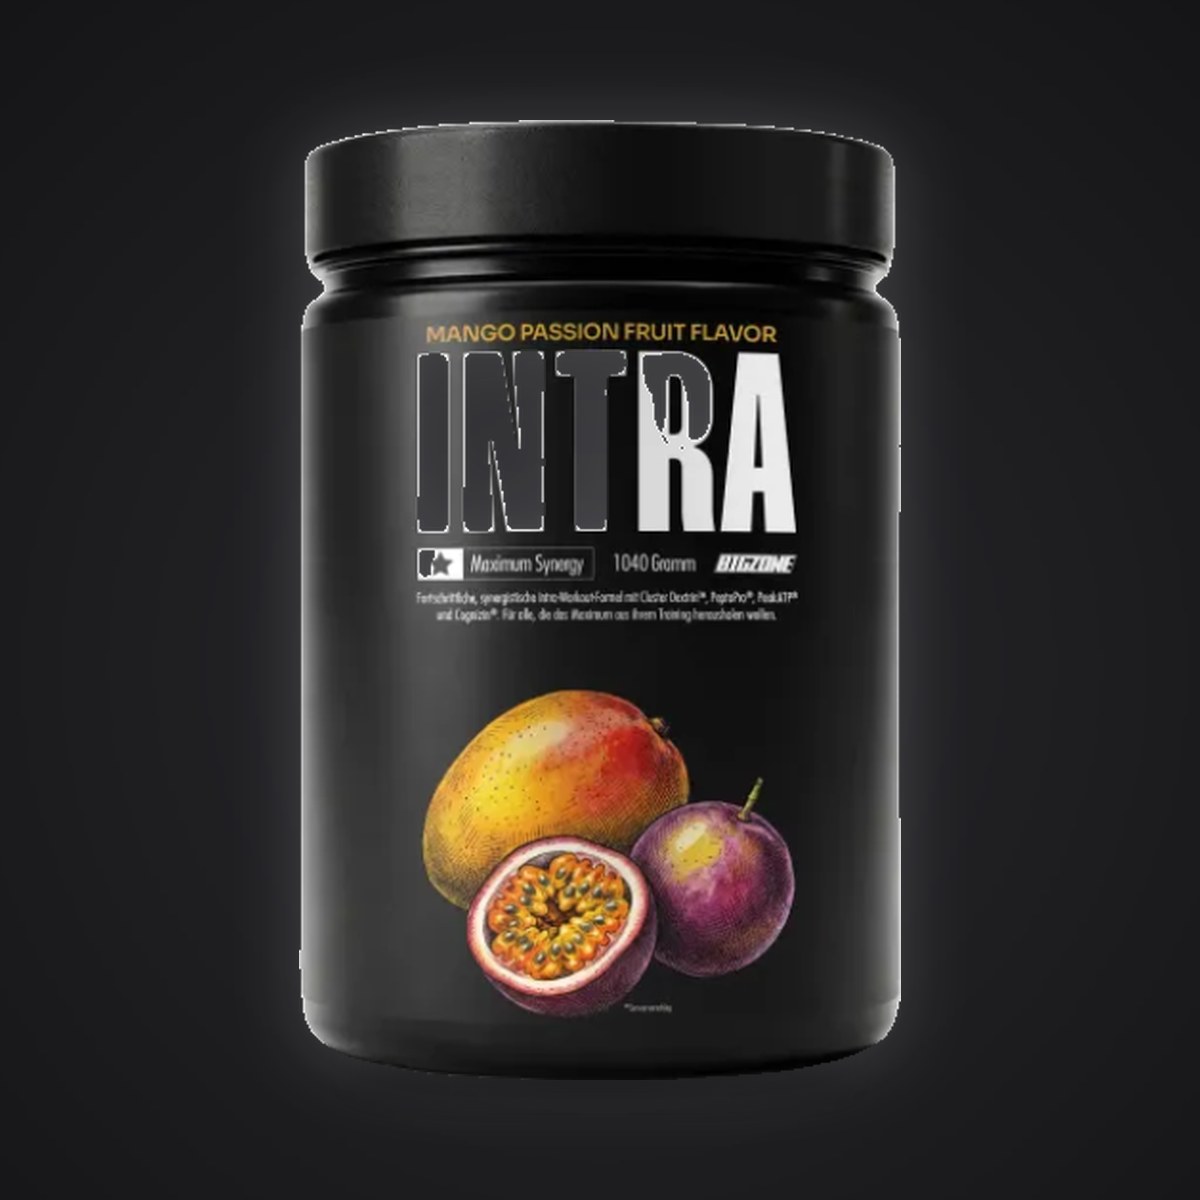 MANGO PASSION FRUIT FLAVOR
INTRA
Maximum Synergy 1040 Gramm BIGZONE
Fortschrittliche, synergistische Intra-Workout-Formel mit Cluster Dextrin®, PeptoPro®, PeakATP®
und Cognizin®. Für alle, die das Maximum aus ihrem Training herausholen wollen.